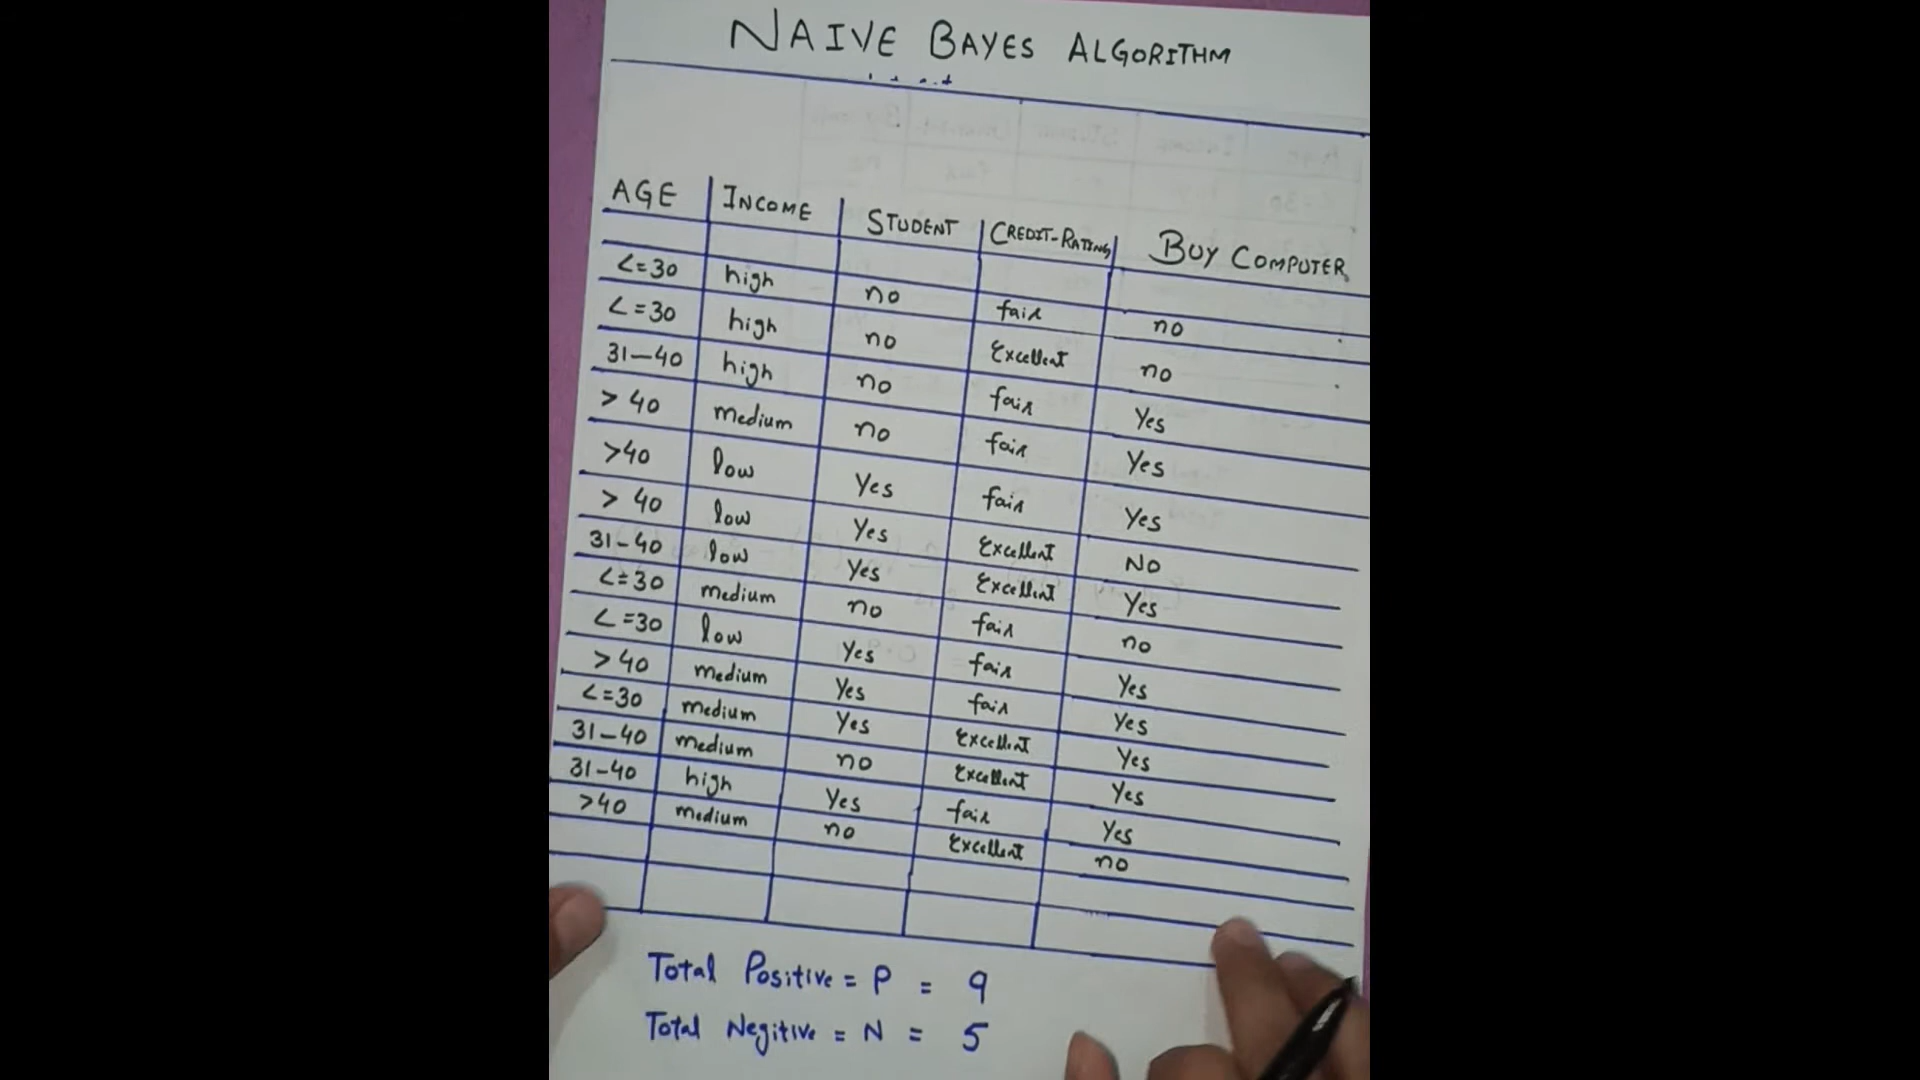 NAIVE BAYES ALGORITHM
AGE INCOME STUDENT CREDIT-RATING BUY COMPUTER
<=30 high no fair no
<=30 high no Excellent no
31-40 high no fair Yes
> 40 medium no fair Yes
>40 low Yes fair Yes
> 40 low Yes Excellent NO
31-40 low Yes Excellent Yes
<=30 medium no fair no
<=30 low Yes fair Yes
>40 medium Yes fair Yes
<=30 medium Yes Excellent Yes
31-40 medium no Excellent Yes
31-40 high Yes fair Yes
>40 medium no Excellent no
Total Positive = P = 9
Total Negitive = N = 5